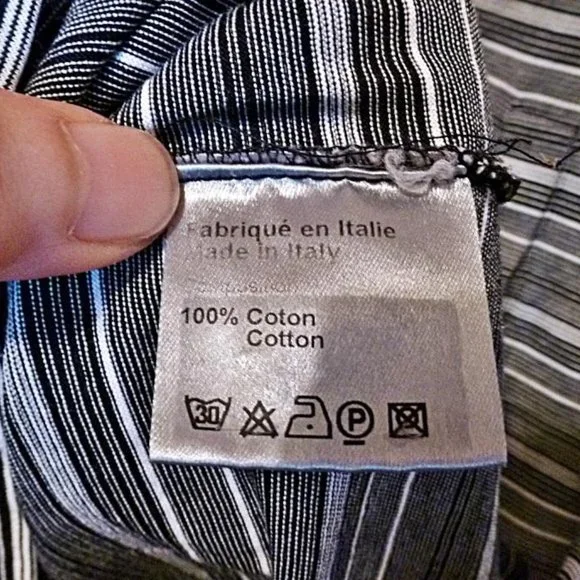 Fabriqué en Italie
Made in Italy
100% Coton
Cotton
30
P